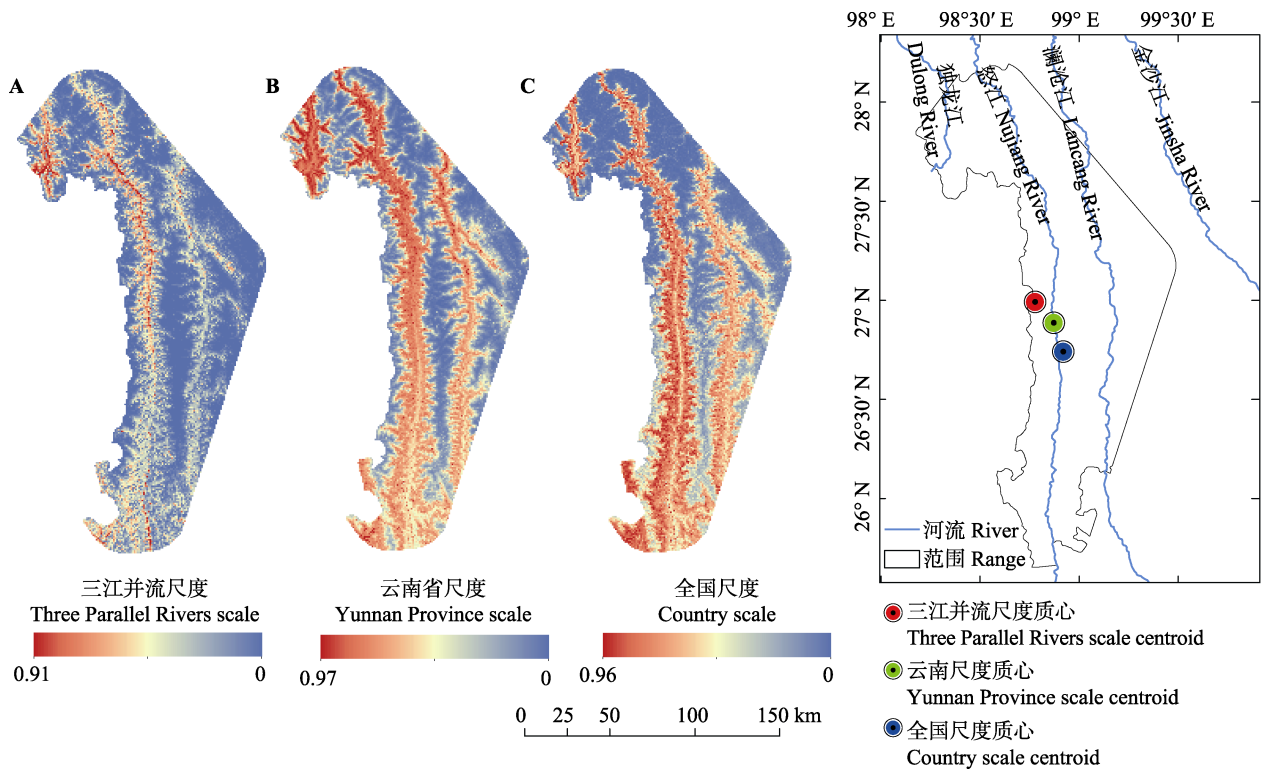 A
B
C
三江并流尺度
Three Parallel Rivers scale
0.91
0
云南省尺度
Yunnan Province scale
0.97
0
全国尺度
Country scale
0.96
0
0 25 50 100 150 km
98° E 98°30′ E 99° E 99°30′ E
28° N
27°30′ N
27° N
26°30′ N
26° N
独龙江
Dulong River
怒江 Nujiang River
澜沧江 Lancang River
金沙江 Jinsha River
河流 River
范围 Range
三江并流尺度质心
Three Parallel Rivers scale centroid
云南尺度质心
Yunnan Province scale centroid
全国尺度质心
Country scale centroid